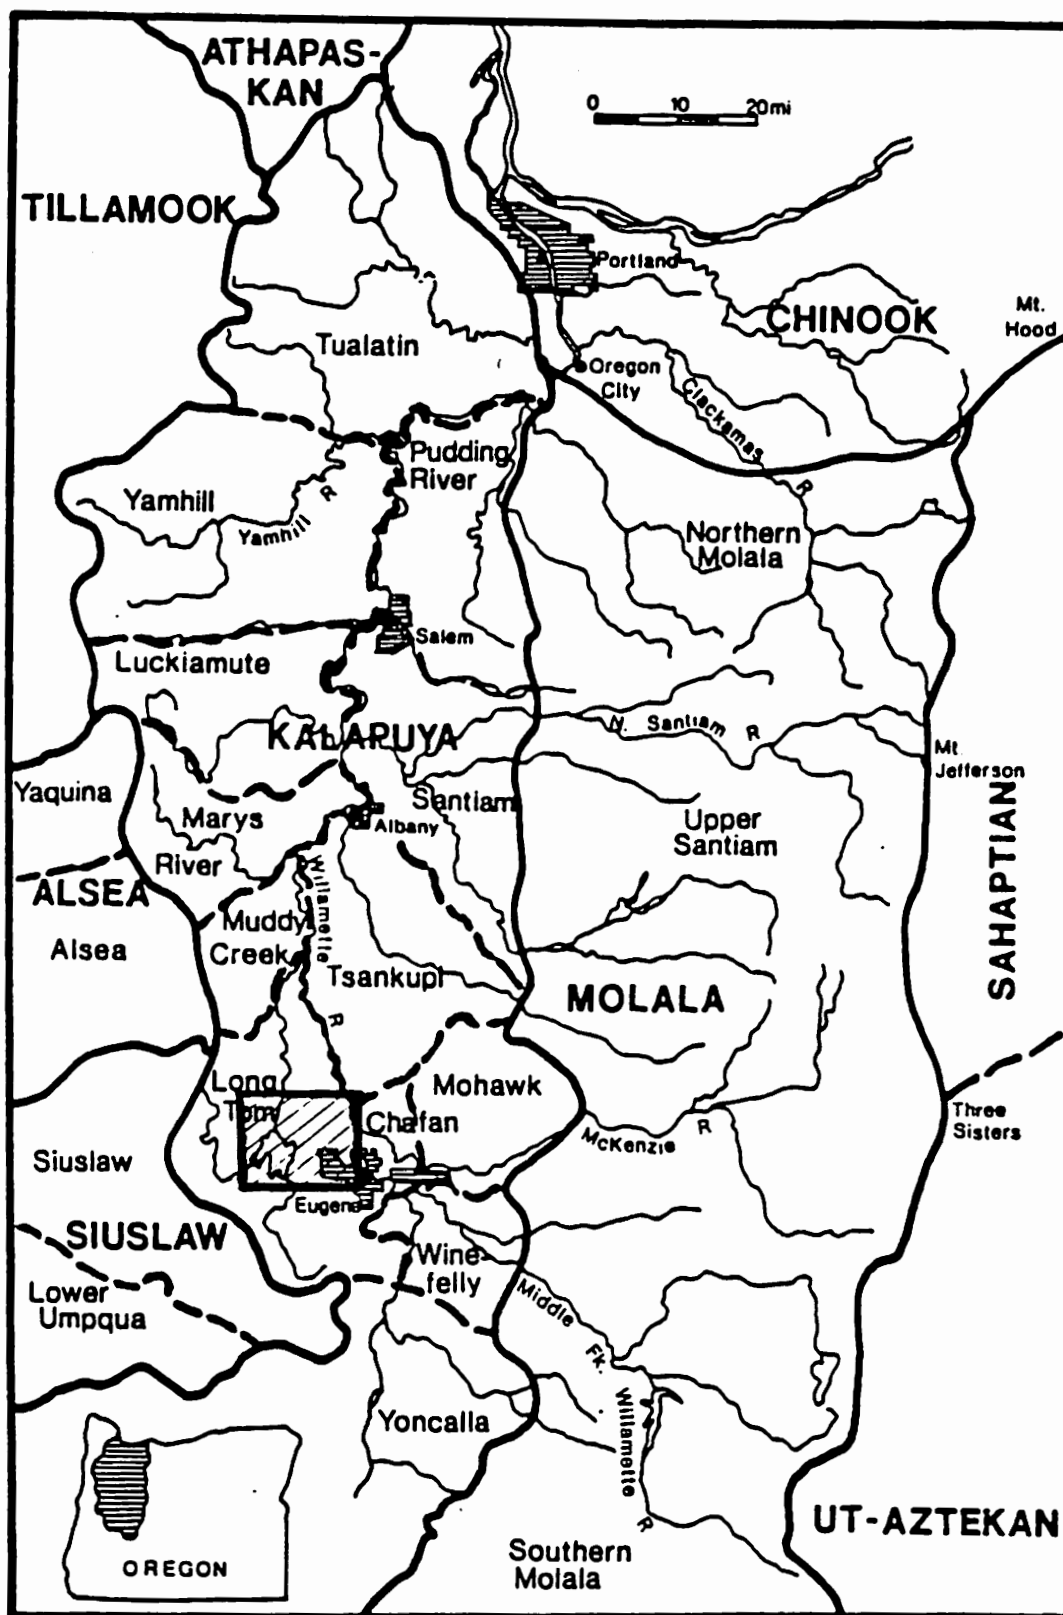 ATHAPAS-
KAN
0 10 20mi
TILLAMOOK
Portland
CHINOOK
Mt.
Hood
Tualatin
Oregon
City
Clackamas R
Pudding
River
Yamhill
Yamhill R
Northern
Molala
Salem
Luckiamute
KALAPUYA
N. Santiam R
Mt.
Jefferson
Yaquina
Marys
River
Santiam
Albany
Upper
Santiam
SAHAPTIAN
ALSEA
Alsea
Willamette R
Muddy
Creek
Tsankupi
MOLALA
Long
Tom
Mohawk
Chafan
McKenzie R
Three
Sisters
Siuslaw
Eugene
SIUSLAW
Wine-
felly
Lower
Umpqua
Middle Fk. Willamette R
Yoncalla
UT-AZTEKAN
OREGON
Southern
Molala